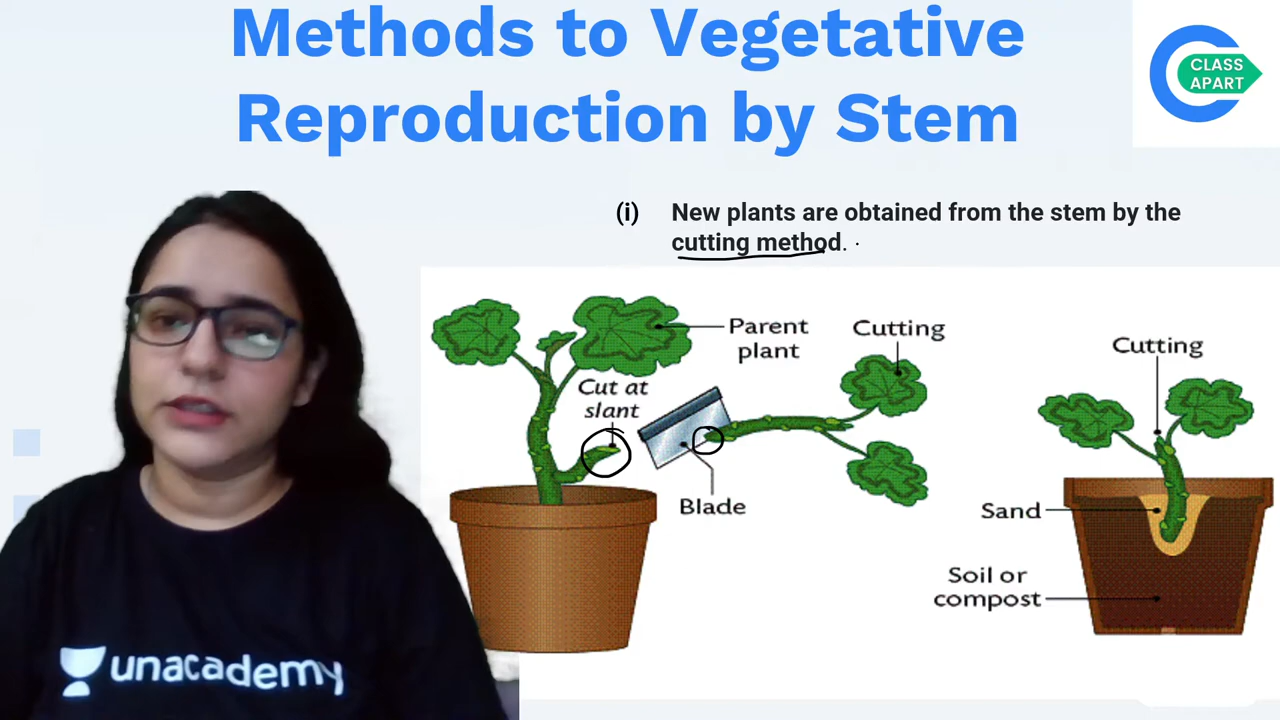 Methods to Vegetative
Reproduction by Stem
CLASS
APART
(i) New plants are obtained from the stem by the
cutting method.
Parent
plant
Cut at
slant
Blade
Cutting
Cutting
Sand
Soil or
compost
unacademy